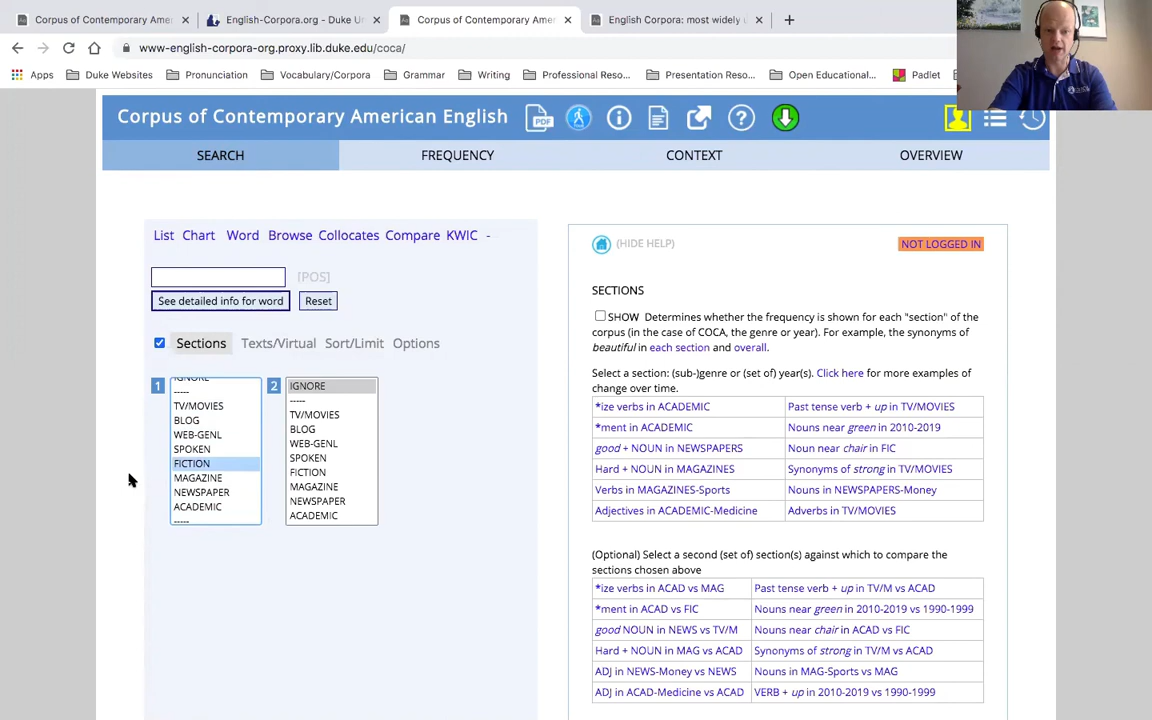 Corpus of Contemporary Amer
English-Corpora.org - Duke Un
Corpus of Contemporary Amer
English Corpora: most widely u
www-english-corpora-org.proxy.lib.duke.edu/coca/
Apps Duke Websites Pronunciation Vocabulary/Corpora Grammar Writing Professional Resou... Presentation Reso... Open Educational... Padlet
Corpus of Contemporary American English PDF
SEARCH FREQUENCY CONTEXT OVERVIEW
List Chart Word Browse Collocates Compare KWIC -
[POS]
See detailed info for word Reset
Sections Texts/Virtual Sort/Limit Options
1
IGNORE
-----
TV/MOVIES
BLOG
WEB-GENL
SPOKEN
FICTION
MAGAZINE
NEWSPAPER
ACADEMIC
-----
2
IGNORE
-----
TV/MOVIES
BLOG
WEB-GENL
SPOKEN
FICTION
MAGAZINE
NEWSPAPER
ACADEMIC
(HIDE HELP) NOT LOGGED IN
SECTIONS
SHOW Determines whether the frequency is shown for each "section" of the
corpus (in the case of COCA, the genre or year). For example, the synonyms of
beautiful in each section and overall.
Select a section: (sub-)genre or (set of) year(s). Click here for more examples of
change over time.
*ize verbs in ACADEMIC Past tense verb + up in TV/MOVIES
*ment in ACADEMIC Nouns near green in 2010-2019
good + NOUN in NEWSPAPERS Noun near chair in FIC
Hard + NOUN in MAGAZINES Synonyms of strong in TV/MOVIES
Verbs in MAGAZINES-Sports Nouns in NEWSPAPERS-Money
Adjectives in ACADEMIC-Medicine Adverbs in TV/MOVIES
(Optional) Select a second (set of) section(s) against which to compare the
sections chosen above
*ize verbs in ACAD vs MAG Past tense verb + up in TV/M vs ACAD
*ment in ACAD vs FIC Nouns near green in 2010-2019 vs 1990-1999
good NOUN in NEWS vs TV/M Nouns near chair in ACAD vs FIC
Hard + NOUN in MAG vs ACAD Synonyms of strong in TV/M vs ACAD
ADJ in NEWS-Money vs NEWS Nouns in MAG-Sports vs MAG
ADJ in ACAD-Medicine vs ACAD VERB + up in 2010-2019 vs 1990-1999